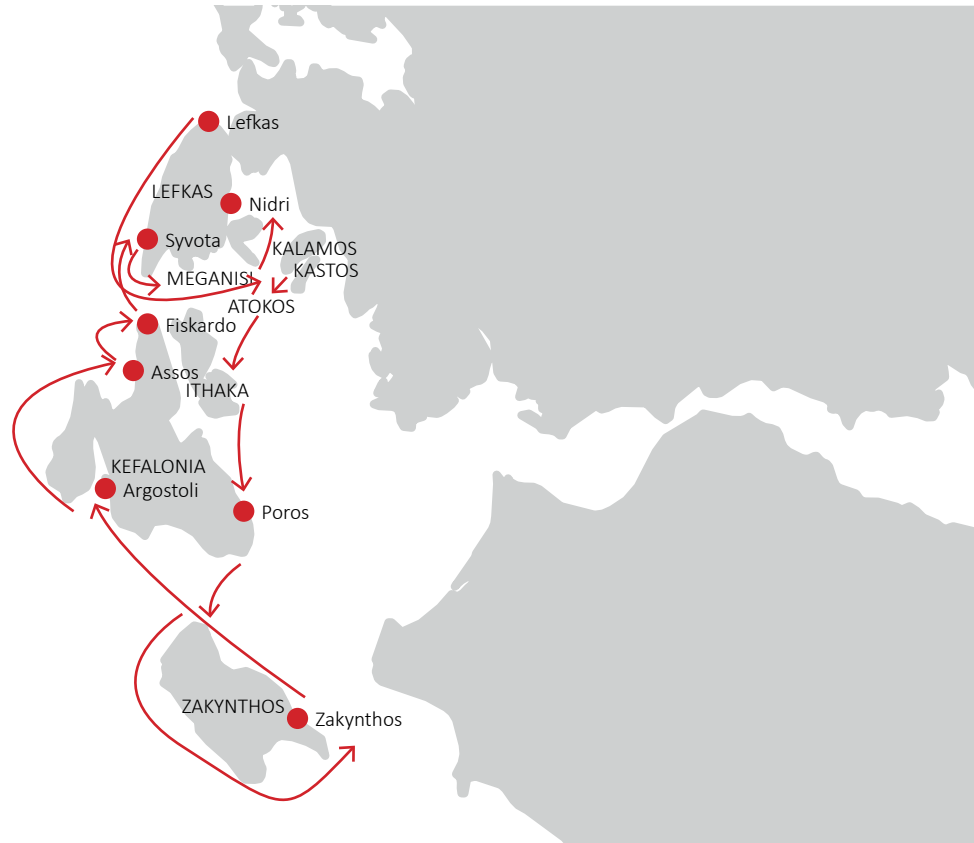 Lefkas
LEFKAS
Nidri
Syvota
KALAMOS
KASTOS
MEGANISI
ATOKOS
Fiskardo
Assos
ITHAKA
KEFALONIA
Argostoli
Poros
ZAKYNTHOS
Zakynthos